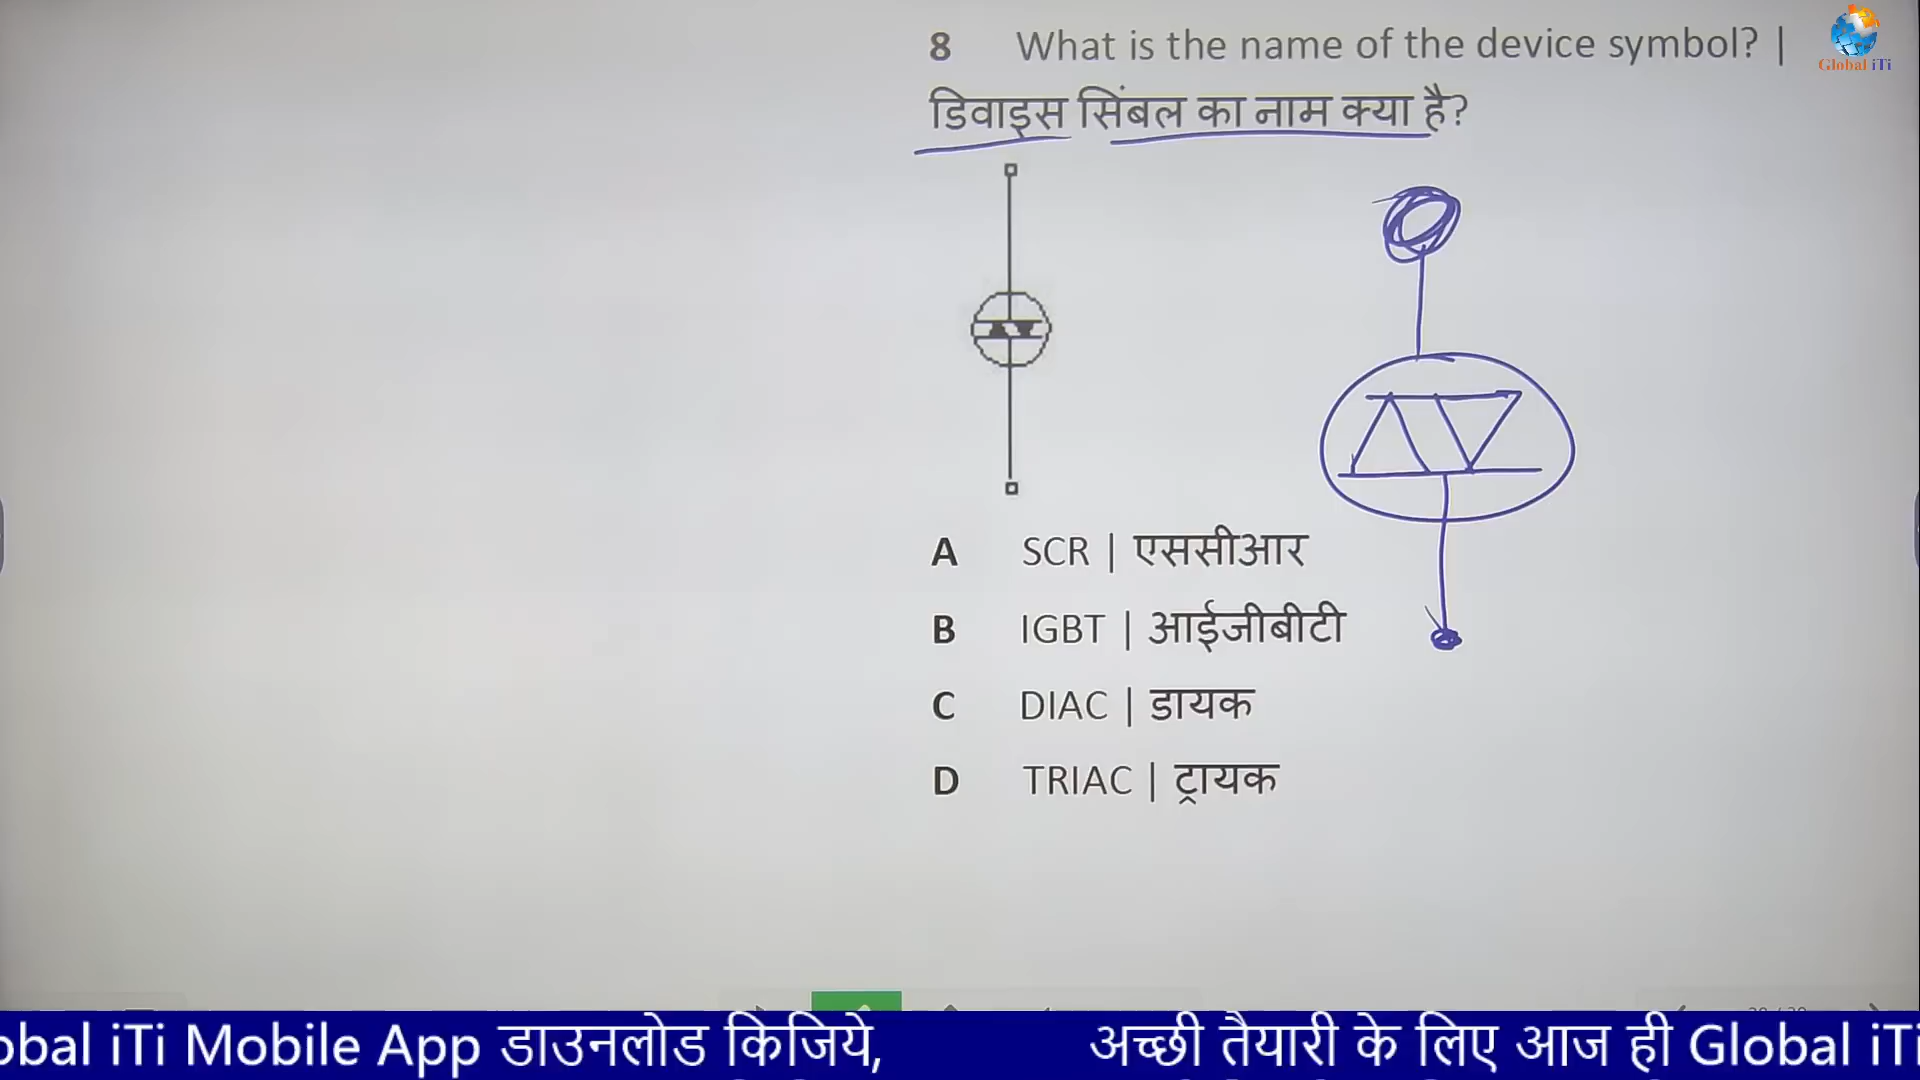 8 What is the name of the device symbol? |
Global iTi
डिवाइस सिंबल का नाम क्या है?
A SCR | एससीआर
B IGBT | आईजीबीटी
C DIAC | डायक
D TRIAC | ट्रायक
obal iTi Mobile App डाउनलोड किजिये, अच्छी तैयारी के लिए आज ही Global iTi